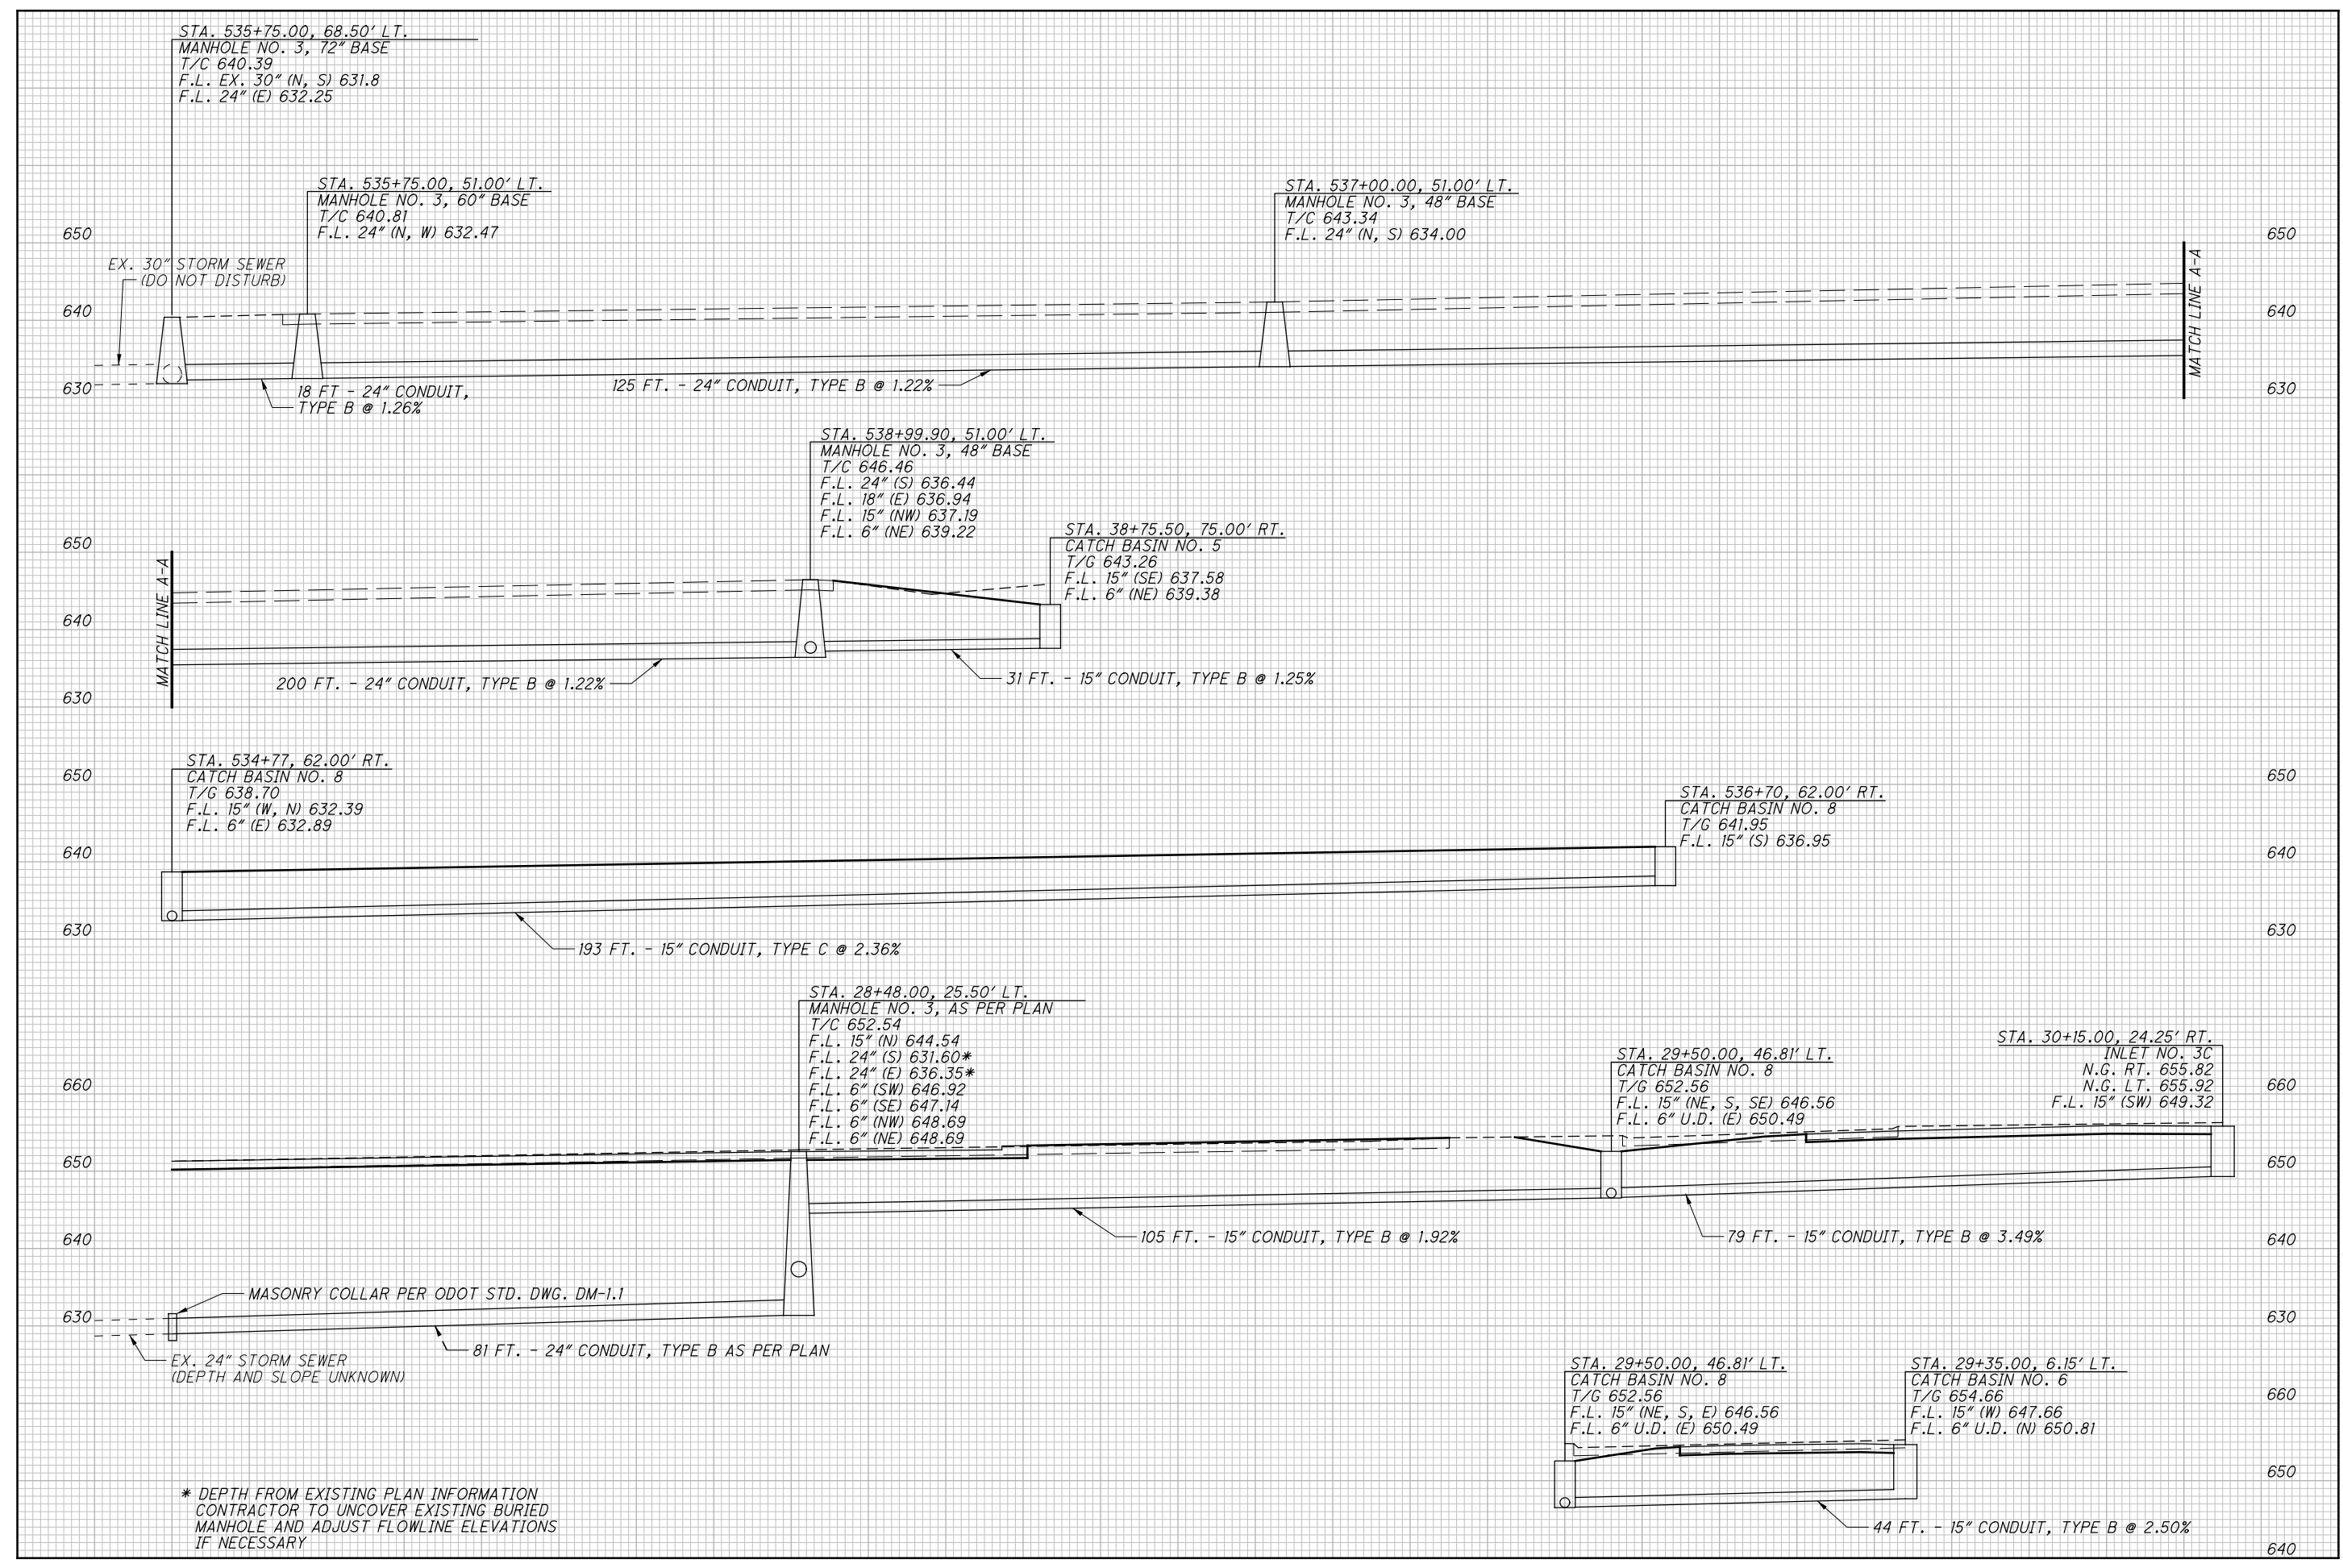 STA. 535+75.00, 68.50' LT.
MANHOLE NO. 3, 72" BASE
T/C 640.39
F.L. EX. 30" (N, S) 631.8
F.L. 24" (E) 632.25
STA. 535+75.00, 51.00' LT.
MANHOLE NO. 3, 60" BASE
T/C 640.81
F.L. 24" (N, W) 632.47
STA. 537+00.00, 51.00' LT.
MANHOLE NO. 3, 48" BASE
T/C 643.34
F.L. 24" (N, S) 634.00
650
650
EX. 30" STORM SEWER
(DO NOT DISTURB)
MATCH LINE A-A
640
640
630
630
18 FT - 24" CONDUIT,
TYPE B @ 1.26%
125 FT. - 24" CONDUIT, TYPE B @ 1.22%
STA. 538+99.90, 51.00' LT.
MANHOLE NO. 3, 48" BASE
T/C 646.46
F.L. 24" (S) 636.44
F.L. 18" (E) 636.94
F.L. 15" (NW) 637.19
F.L. 6" (NE) 639.22
STA. 38+75.50, 75.00' RT.
CATCH BASIN NO. 5
T/G 643.26
F.L. 15" (SE) 637.58
F.L. 6" (NE) 639.38
650
MATCH LINE A-A
640
630
200 FT. - 24" CONDUIT, TYPE B @ 1.22%
31 FT. - 15" CONDUIT, TYPE B @ 1.25%
STA. 534+77, 62.00' RT.
CATCH BASIN NO. 8
T/G 638.70
F.L. 15" (W, N) 632.39
F.L. 6" (E) 632.89
STA. 536+70, 62.00' RT.
CATCH BASIN NO. 8
T/G 641.95
F.L. 15" (S) 636.95
650
650
640
640
630
630
193 FT. - 15" CONDUIT, TYPE C @ 2.36%
STA. 28+48.00, 25.50' LT.
MANHOLE NO. 3, AS PER PLAN
T/C 652.54
F.L. 15" (N) 644.54
F.L. 24" (S) 631.60*
F.L. 24" (E) 636.35*
F.L. 6" (SW) 646.92
F.L. 6" (SE) 647.14
F.L. 6" (NW) 648.69
F.L. 6" (NE) 648.69
STA. 29+50.00, 46.81' LT.
CATCH BASIN NO. 8
T/G 652.56
F.L. 15" (NE, S, SE) 646.56
F.L. 6" U.D. (E) 650.49
STA. 30+15.00, 24.25' RT.
INLET NO. 3C
N.G. RT. 655.82
N.G. LT. 655.92
F.L. 15" (SW) 649.32
660
660
650
650
640
640
630
630
105 FT. - 15" CONDUIT, TYPE B @ 1.92%
79 FT. - 15" CONDUIT, TYPE B @ 3.49%
MASONRY COLLAR PER ODOT STD. DWG. DM-1.1
81 FT. - 24" CONDUIT, TYPE B AS PER PLAN
EX. 24" STORM SEWER
(DEPTH AND SLOPE UNKNOWN)
STA. 29+50.00, 46.81' LT.
CATCH BASIN NO. 8
T/G 652.56
F.L. 15" (NE, S, E) 646.56
F.L. 6" U.D. (E) 650.49
STA. 29+35.00, 6.15' LT.
CATCH BASIN NO. 6
T/G 654.66
F.L. 15" (W) 647.66
F.L. 6" U.D. (N) 650.81
660
650
640
44 FT. - 15" CONDUIT, TYPE B @ 2.50%
* DEPTH FROM EXISTING PLAN INFORMATION
CONTRACTOR TO UNCOVER EXISTING BURIED
MANHOLE AND ADJUST FLOWLINE ELEVATIONS
IF NECESSARY